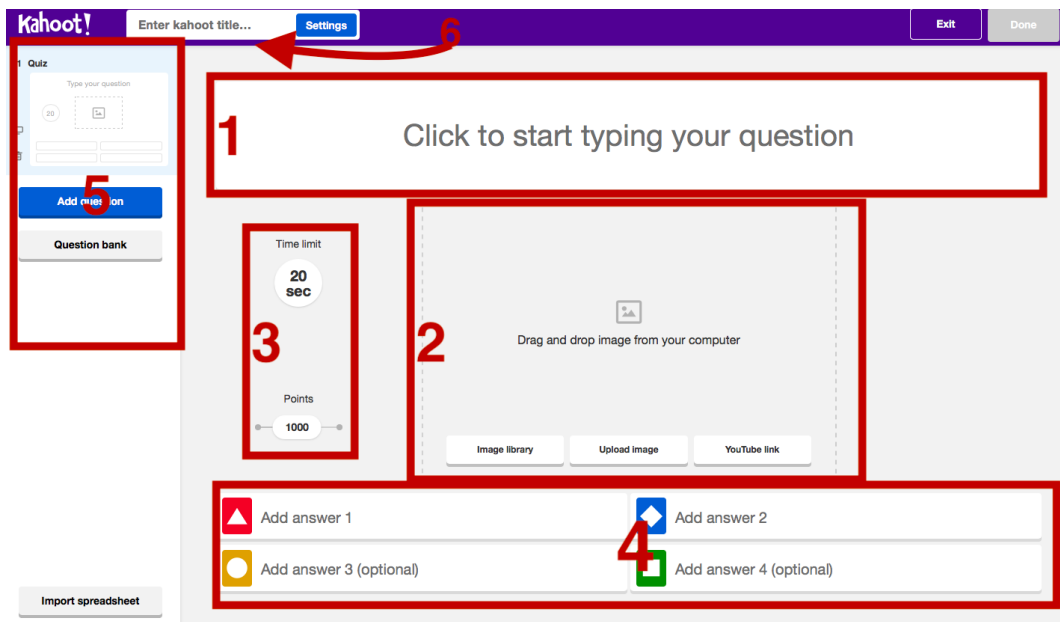 Kahoot!
Enter kahoot title...
Settings
6
Exit
Done
1 Quiz
Type your question
20
5
Add question
Question bank
Import spreadsheet
1
Click to start typing your question
3
Time limit
20
sec
Points
1000
2
Drag and drop image from your computer
Image library
Upload image
YouTube link
4
Add answer 1
Add answer 2
Add answer 3 (optional)
Add answer 4 (optional)